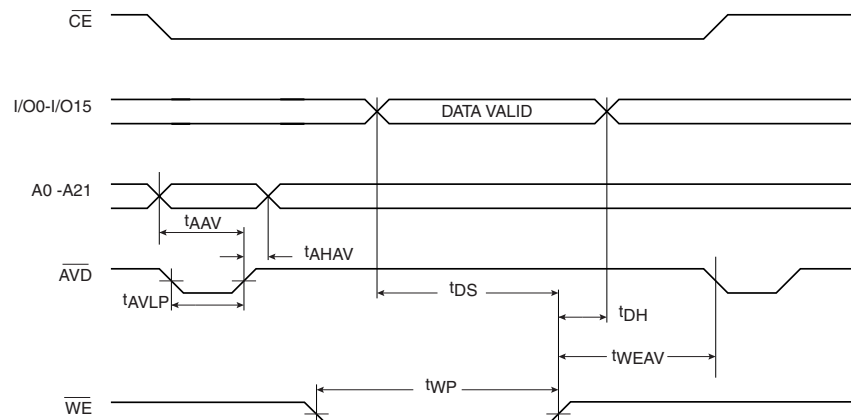 CE
I/O0-I/O15
DATA VALID
A0 -A21
tAAV
tAHAV
AVD
tAVLP
tDS
tDH
tWEAV
tWP
WE